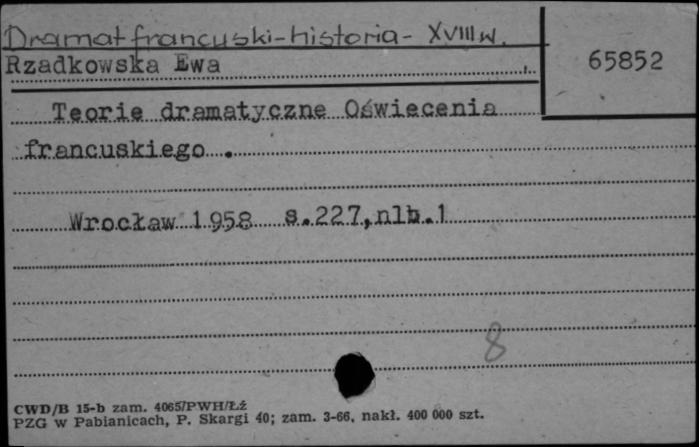 Dramat francuski-historia- XVIII w.
65852
Rzadkowska Ewa
Teorie dramatyczne Oświecenia
francuskiego .
Wrocław 1958 s.227,nlb.1
8
CWD/B 15-b zam. 4065/PWH/Łź
PZG w Pabianicach, P. Skargi 40; zam. 3-66, nakł. 400 000 szt.